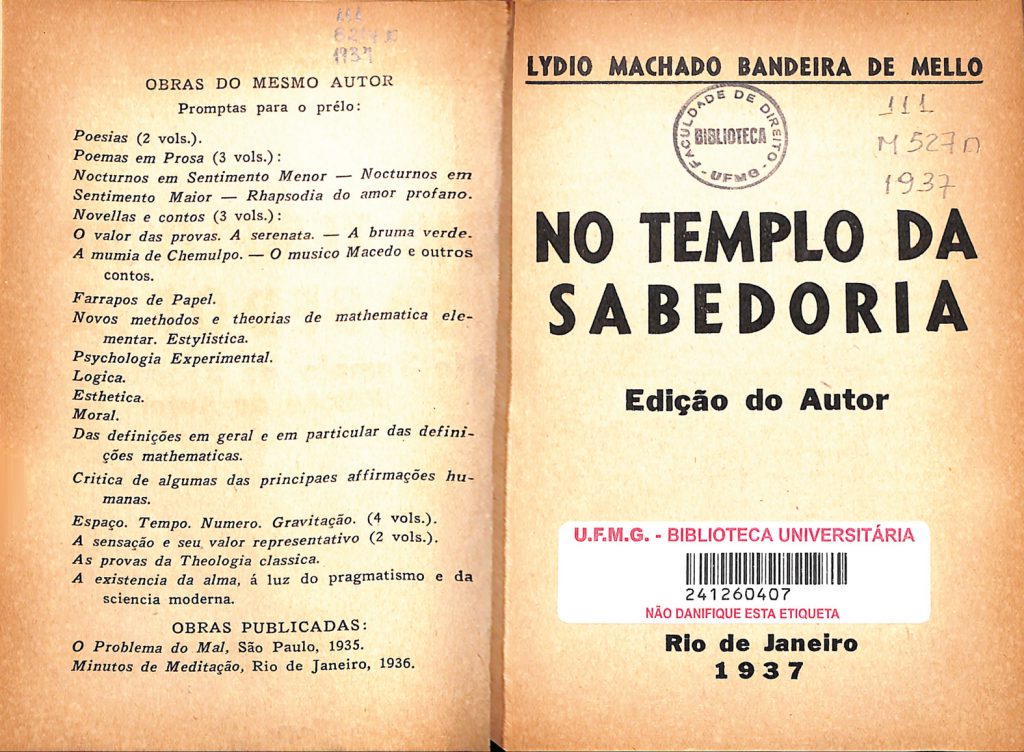 111
1937
OBRAS DO MESMO AUTOR
Promptas para o prélo:
Poesias (2 vols.).
Poemas em Prosa (3 vols.):
Nocturnos em Sentimento Menor — Nocturnos em
Sentimento Maior — Rhapsodia do amor profano.
Novellas e contos (3 vols.):
O valor das provas. A serenata. — A bruma verde.
A mumia de Chemulpo. — O musico Macedo e outros
contos.
Farrapos de Papel.
Novos methodos e theorias de mathematica ele-
mentar. Estylistica.
Psychologia Experimental.
Logica.
Esthetica.
Moral.
Das definições em geral e em particular das defini-
ções mathematicas.
Critica de algumas das principaes affirmações hu-
manas.
Espaço. Tempo. Numero. Gravitação. (4 vols.).
A sensação e seu valor representativo (2 vols.).
As provas da Theologia classica.
A existencia da alma, á luz do pragmatismo e da
sciencia moderna.
OBRAS PUBLICADAS:
O Problema do Mal, São Paulo, 1935.
Minutos de Meditação, Rio de Janeiro, 1936.
LYDIO MACHADO BANDEIRA DE MELLO
FACULDADE DE DIREITO
BIBLIOTECA
- UFMG -
111
M527n
1937
NO TEMPLO DA
SABEDORIA
Edição do Autor
U.F.M.G. - BIBLIOTECA UNIVERSITÁRIA
241260407
NÃO DANIFIQUE ESTA ETIQUETA
Rio de Janeiro
1937